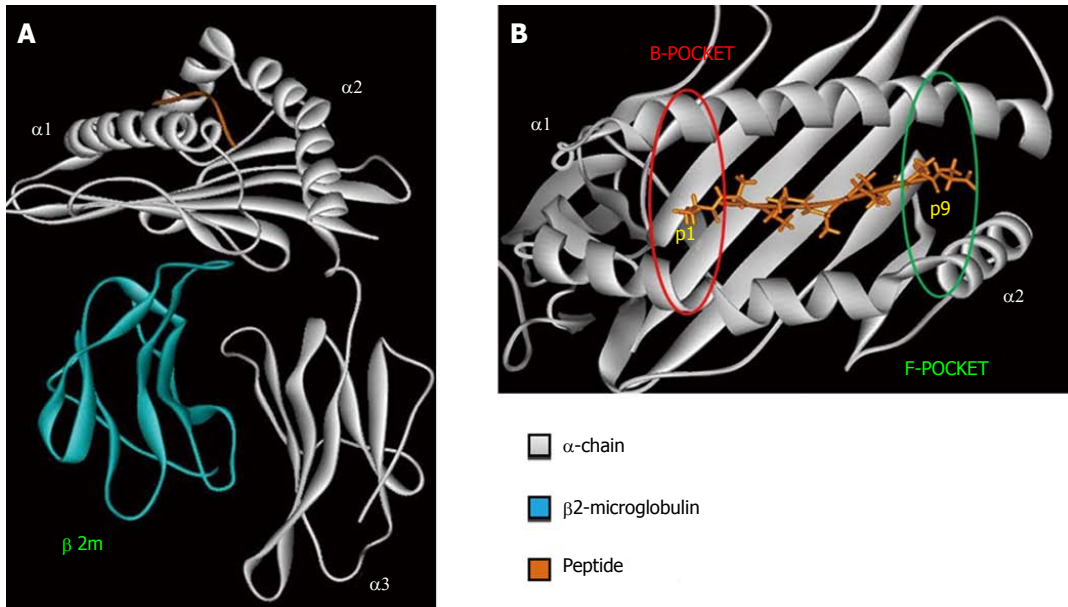 A
α2
α1
β 2m
α3
B
B-POCKET
α1
p1
p9
α2
F-POCKET
α-chain
β2-microglobulin
Peptide